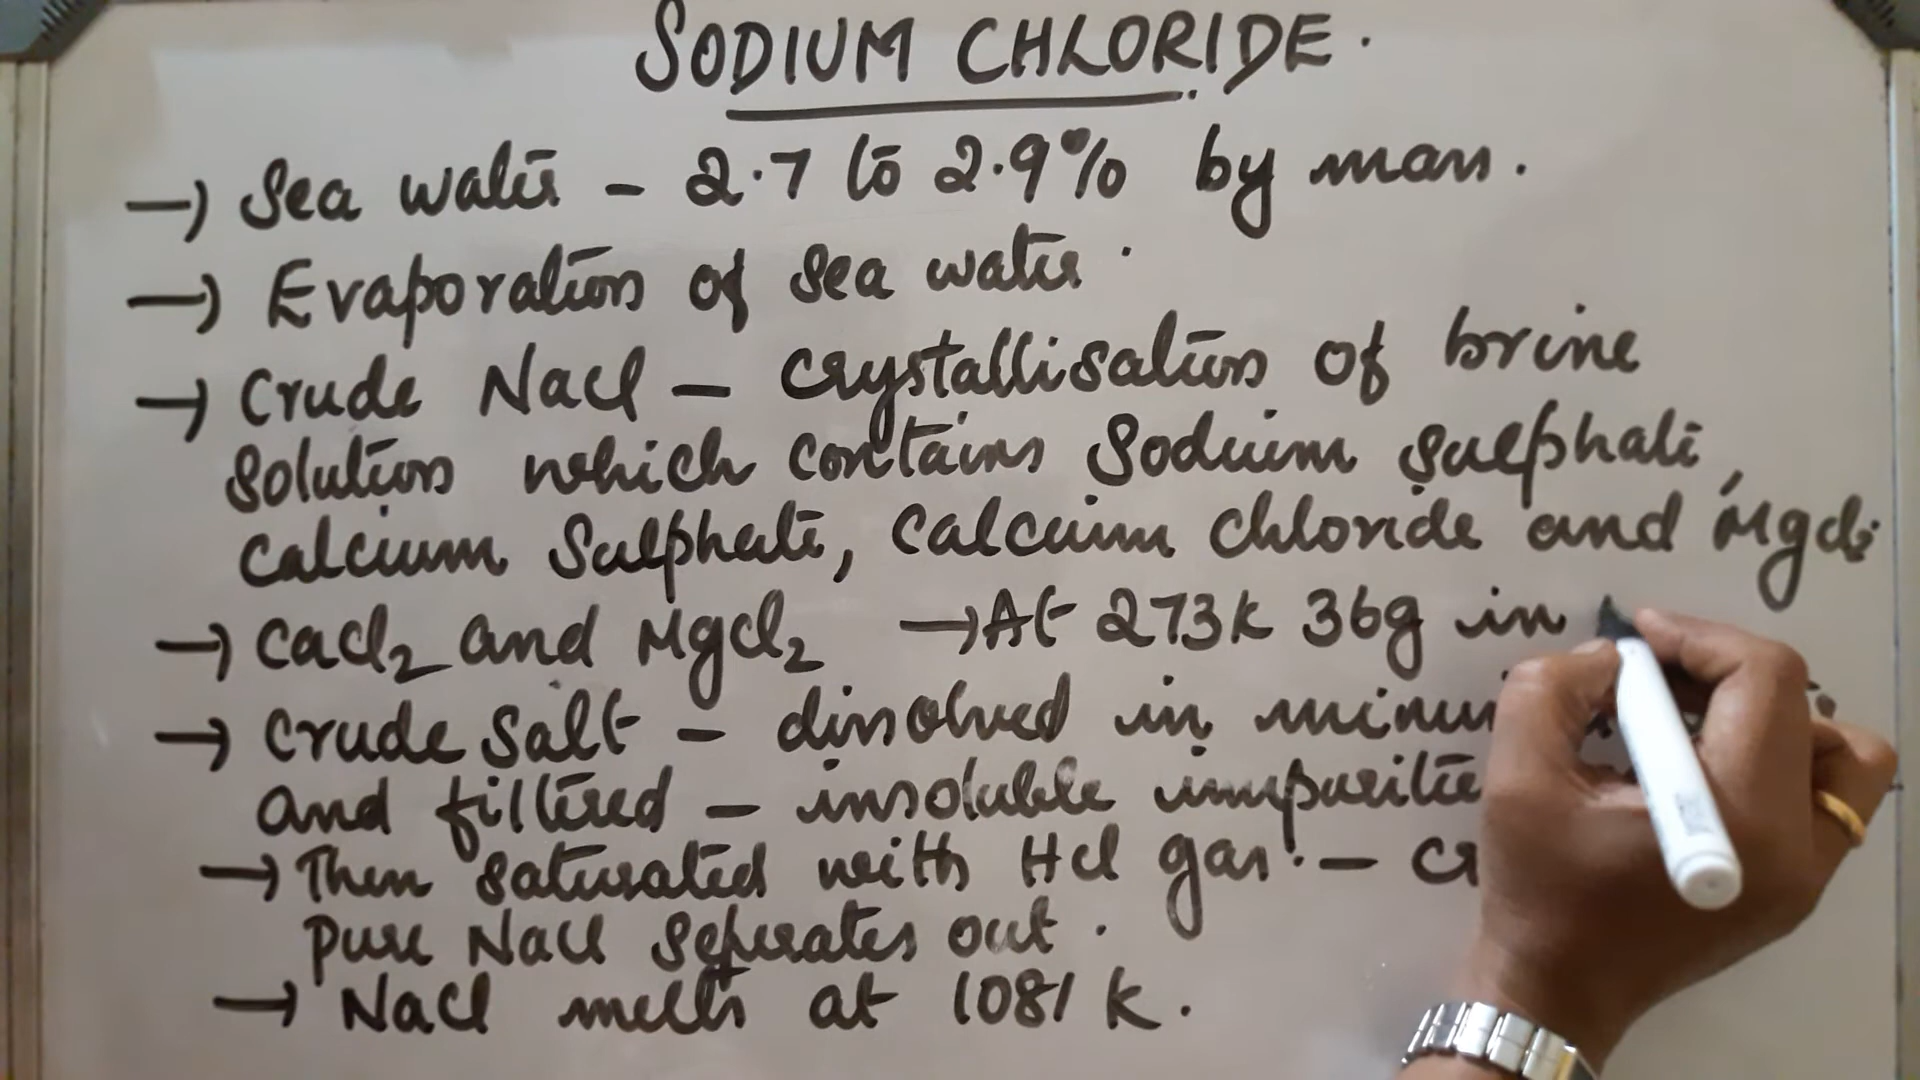 SODIUM CHLORIDE.
→ Sea water - 2.7 to 2.9% by mass.
→ Evaporation of sea water.
→ Crude NaCl - crystallisation of brine
solution which contains Sodium sulphate,
Calcium Sulphate, Calcium chloride and MgCl2
→ CaCl2 and MgCl2 → At 273K 36g in
→ Crude Salt - dissolved in
and filtered - insoluble
→ Then saturated with HCl gas. -
pure NaCl seperates out.
→ NaCl melts at 1081 K.